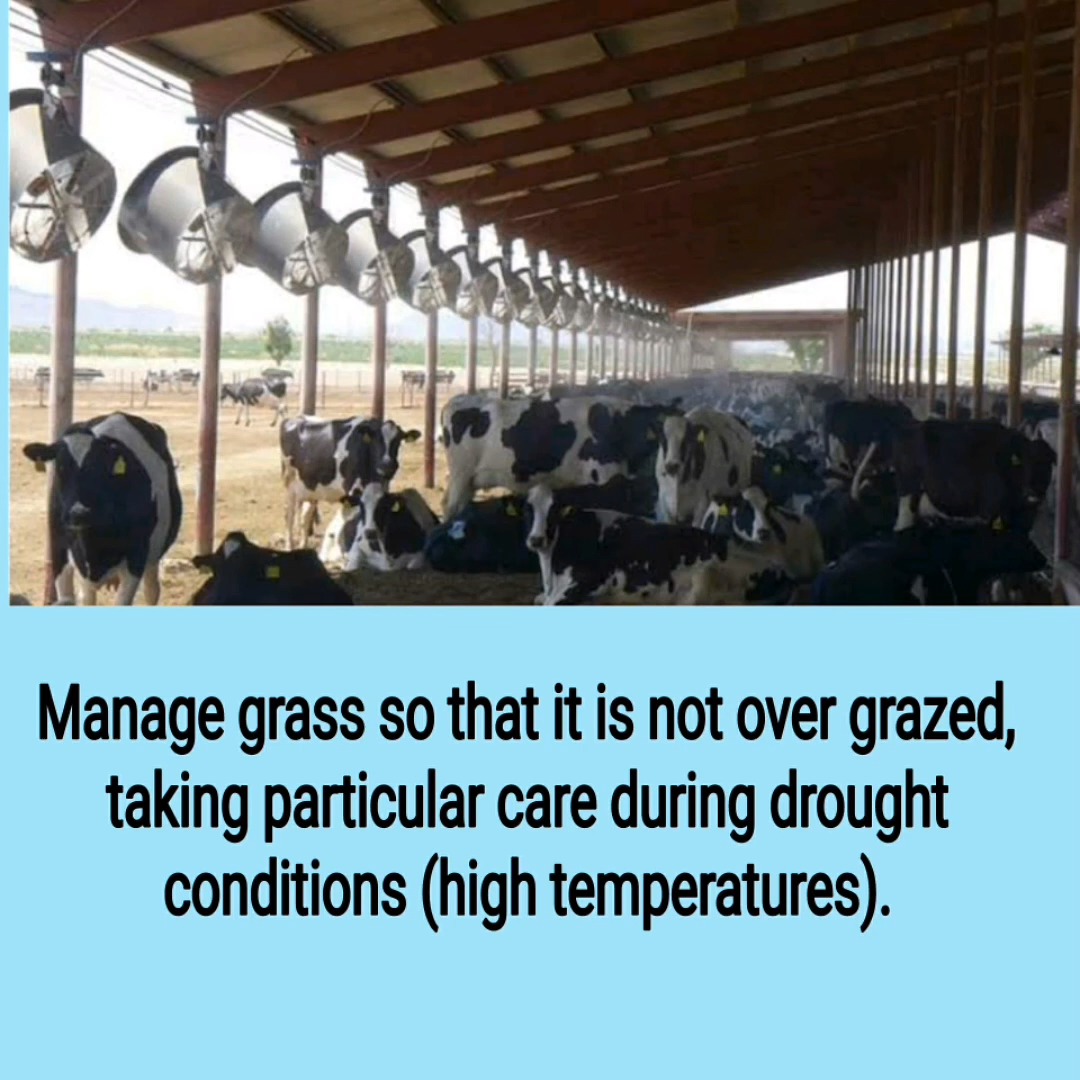 Manage grass so that it is not over grazed,
taking particular care during drought
conditions (high temperatures).